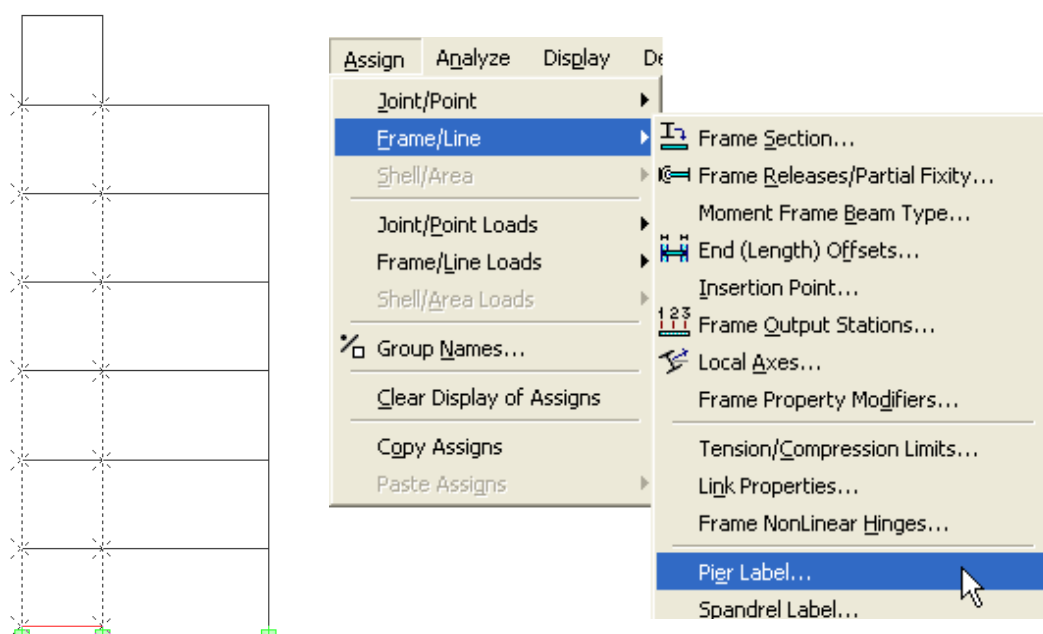 Assign Analyze Display De
Joint/Point
Frame/Line
Shell/Area
Joint/Point Loads
Frame/Line Loads
Shell/Area Loads
Group Names...
Clear Display of Assigns
Copy Assigns
Paste Assigns
Frame Section...
Frame Releases/Partial Fixity...
Moment Frame Beam Type...
End (Length) Offsets...
Insertion Point...
123
Frame Output Stations...
Local Axes...
Frame Property Modifiers...
Tension/Compression Limits...
Link Properties...
Frame NonLinear Hinges...
Pier Label...
Spandrel Label...